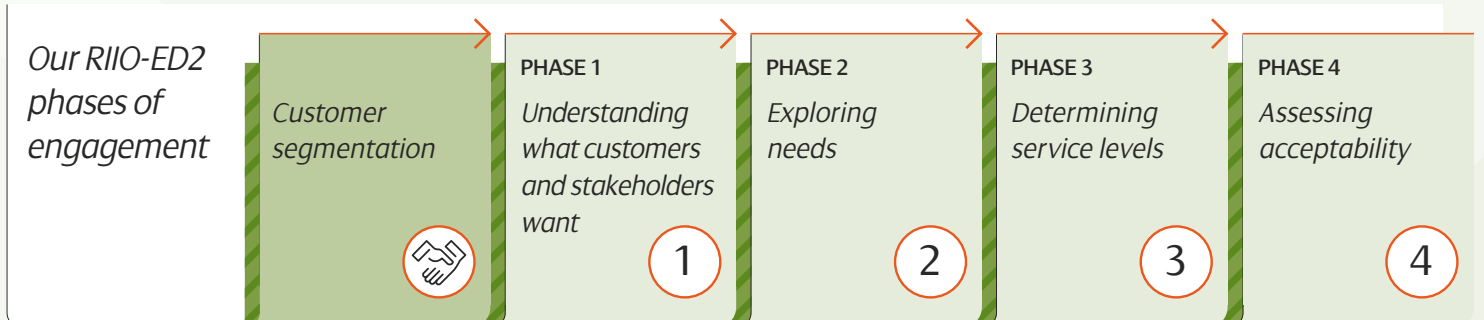 Our RIIO-ED2
phases of
engagement
Customer
segmentation
PHASE 1
Understanding
what customers
and stakeholders
want
1
PHASE 2
Exploring
needs
2
PHASE 3
Determining
service levels
3
PHASE 4
Assessing
acceptability
4